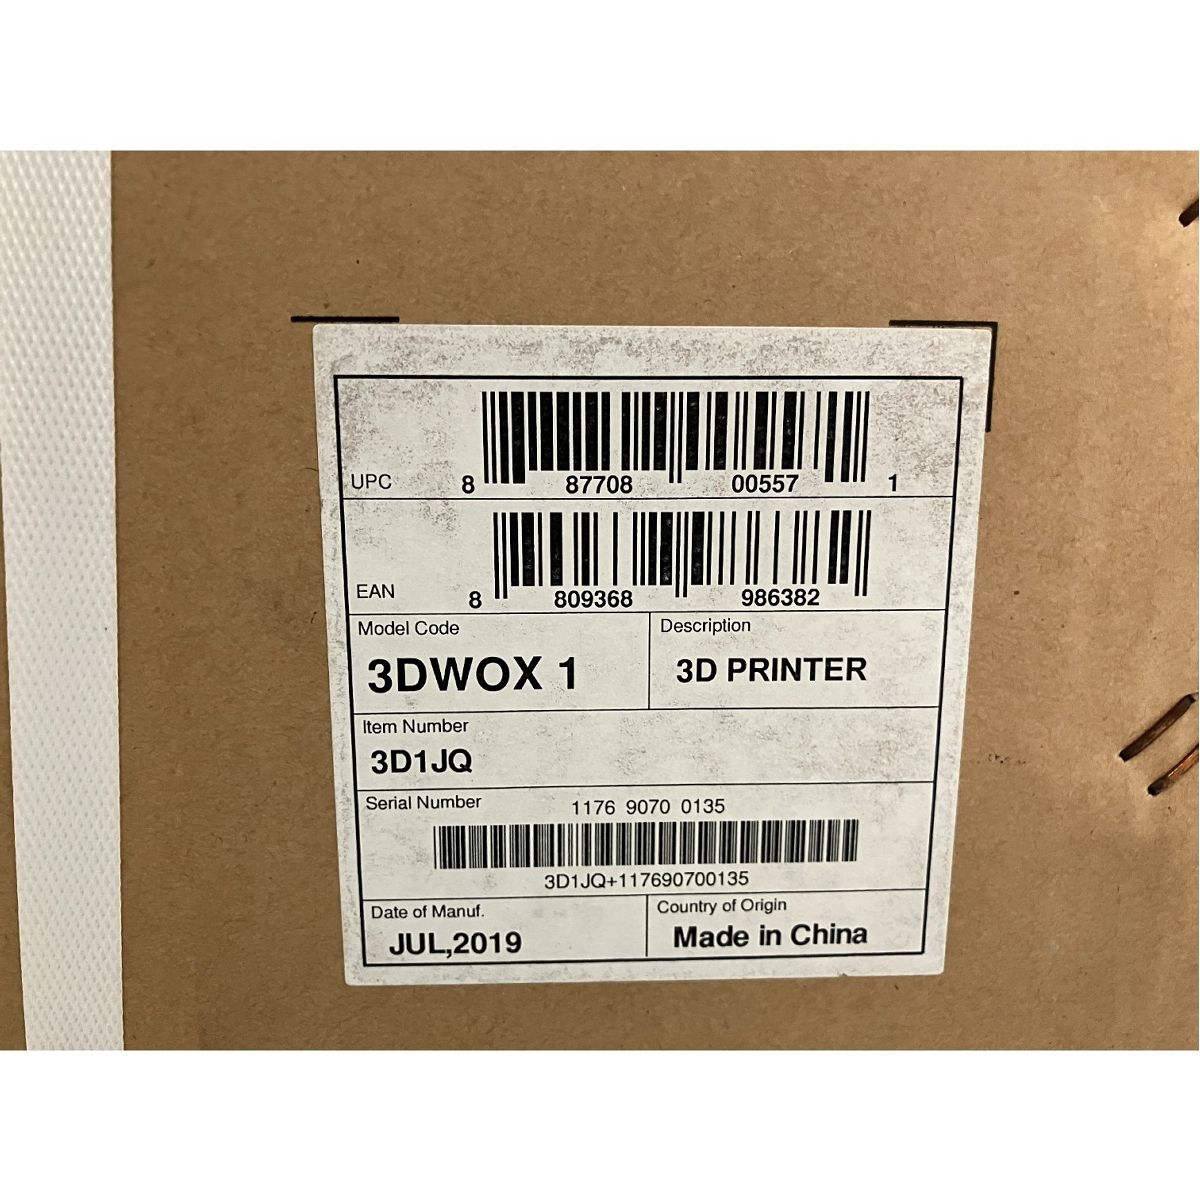 UPC 8 87708 00557 1
EAN 8 809368 986382
Model Code
3DWOX 1
Description
3D PRINTER
Item Number
3D1JQ
Serial Number 1176 9070 0135
3D1JQ+117690700135
Date of Manuf.
JUL,2019
Country of Origin
Made in China